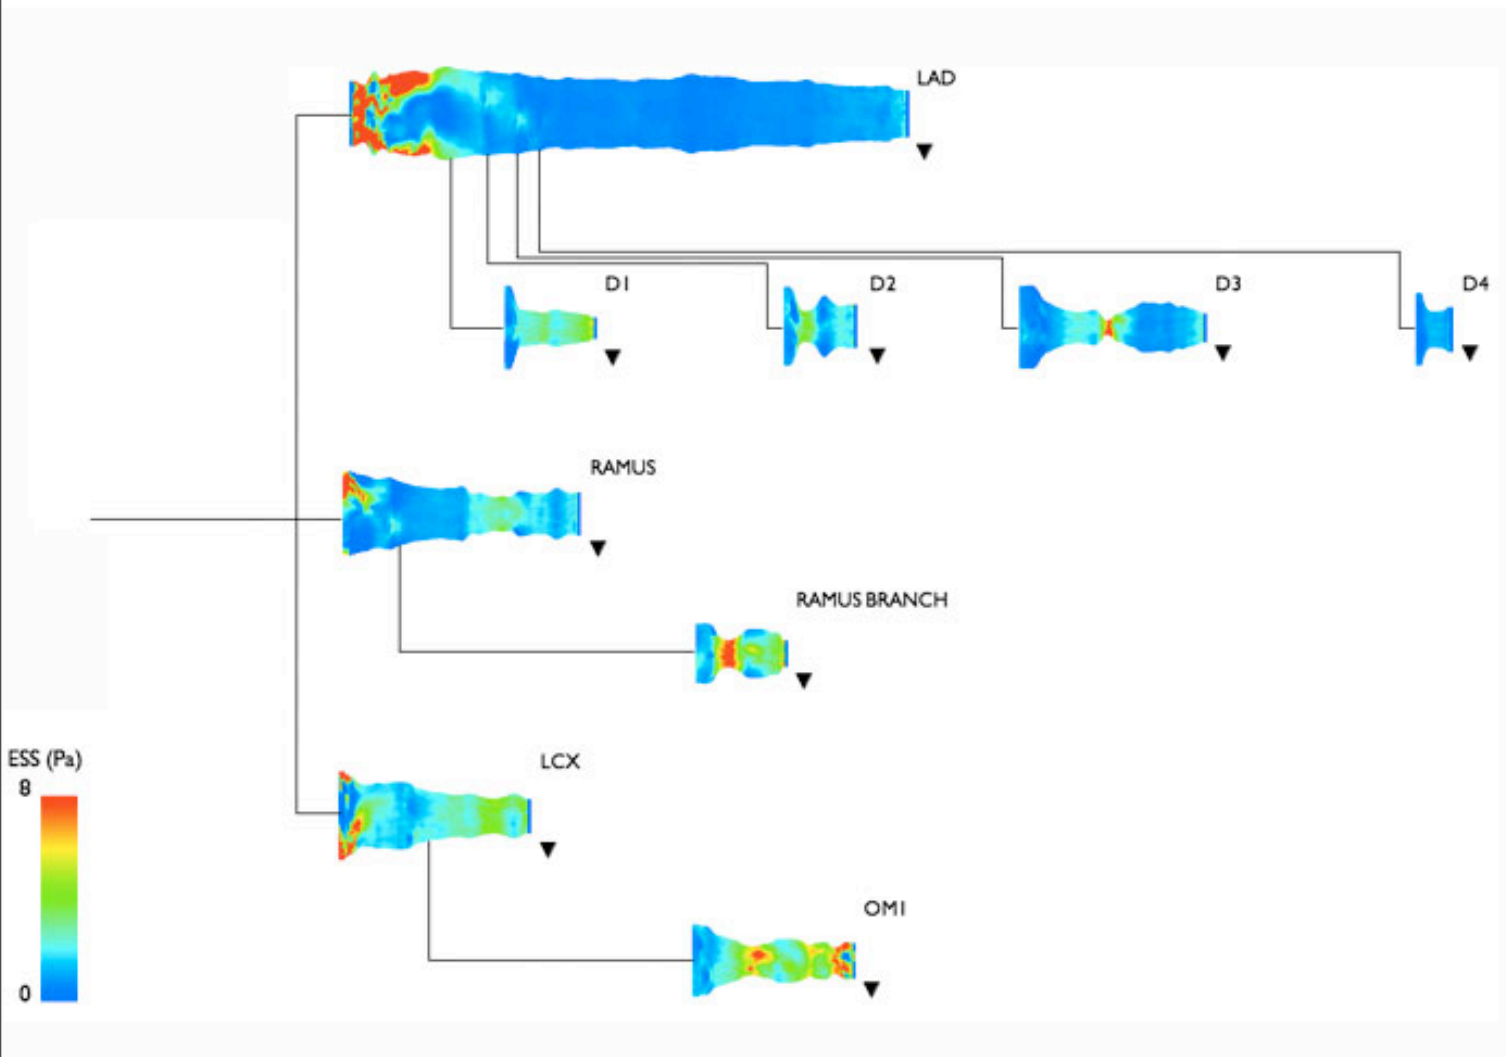 LAD
D1
D2
D3
D4
RAMUS
RAMUS BRANCH
ESS (Pa)
8
0
LCX
OM1